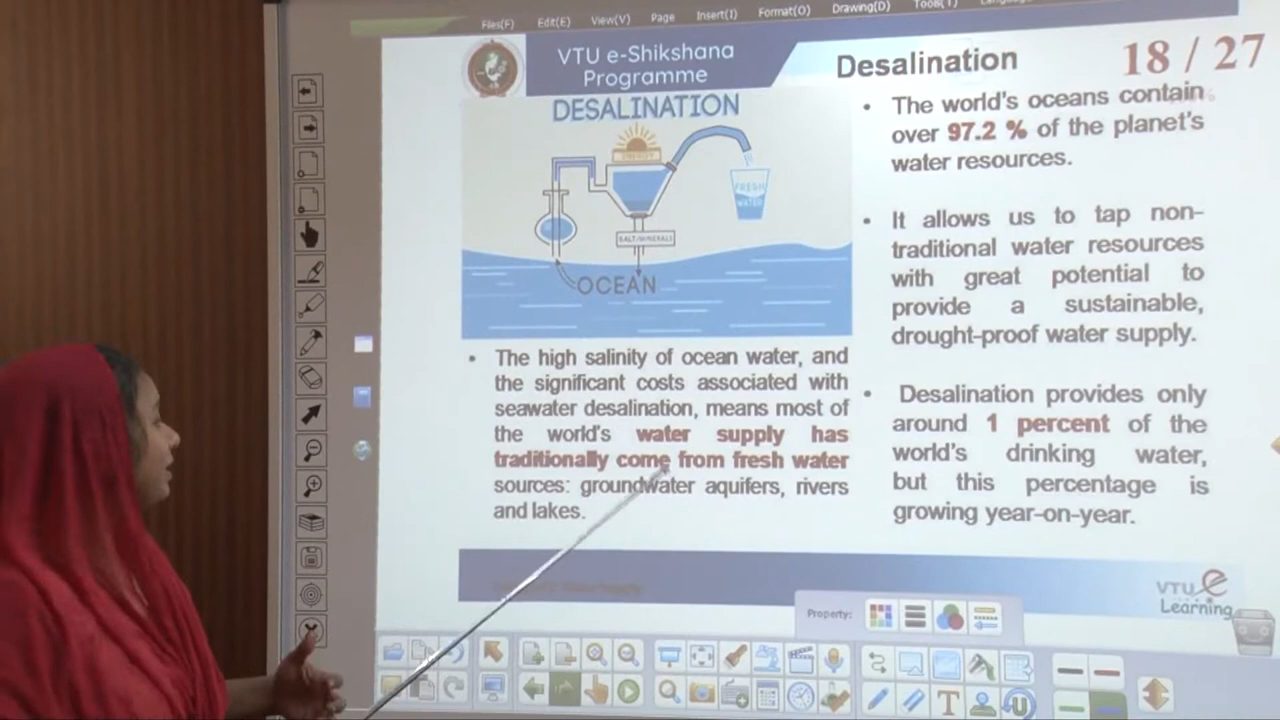 Files(F) Edit(E) View(V) Page Insert(I) Format(O) Drawing(D) Tools(T)
VTU e-Shikshana
Programme
Desalination
18 / 27
DESALINATION
ENERGY
FRESH
WATER
SALT/MINERALS
OCEAN
• The high salinity of ocean water, and
the significant costs associated with
seawater desalination, means most of
the world's water supply has
traditionally come from fresh water
sources: groundwater aquifers, rivers
and lakes.
• The world's oceans contain
over 97.2 % of the planet's
water resources.
• It allows us to tap non-
traditional water resources
with great potential to
provide a sustainable,
drought-proof water supply.
• Desalination provides only
around 1 percent of the
world's drinking water,
but this percentage is
growing year-on-year.
VTU e
Learning
Property: